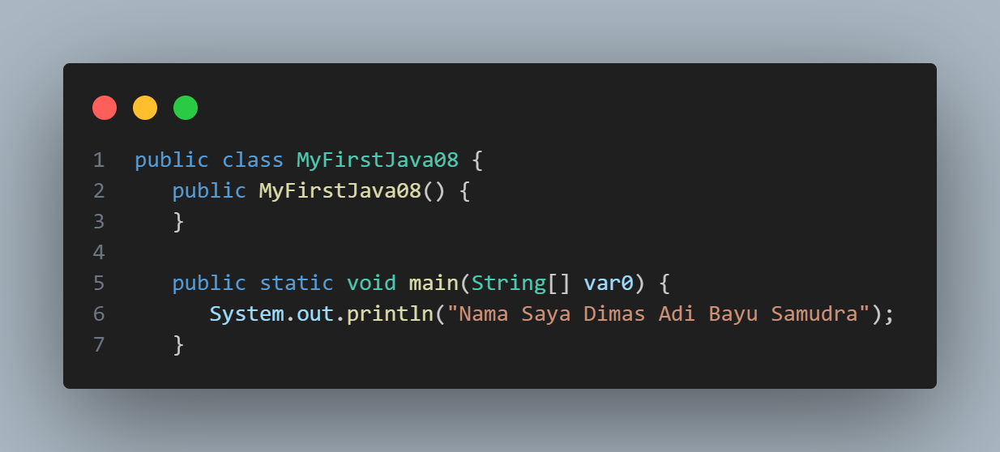 1 public class MyFirstJava08 {
2    public MyFirstJava08() {
3    }
4
5    public static void main(String[] var0) {
6       System.out.println("Nama Saya Dimas Adi Bayu Samudra");
7    }